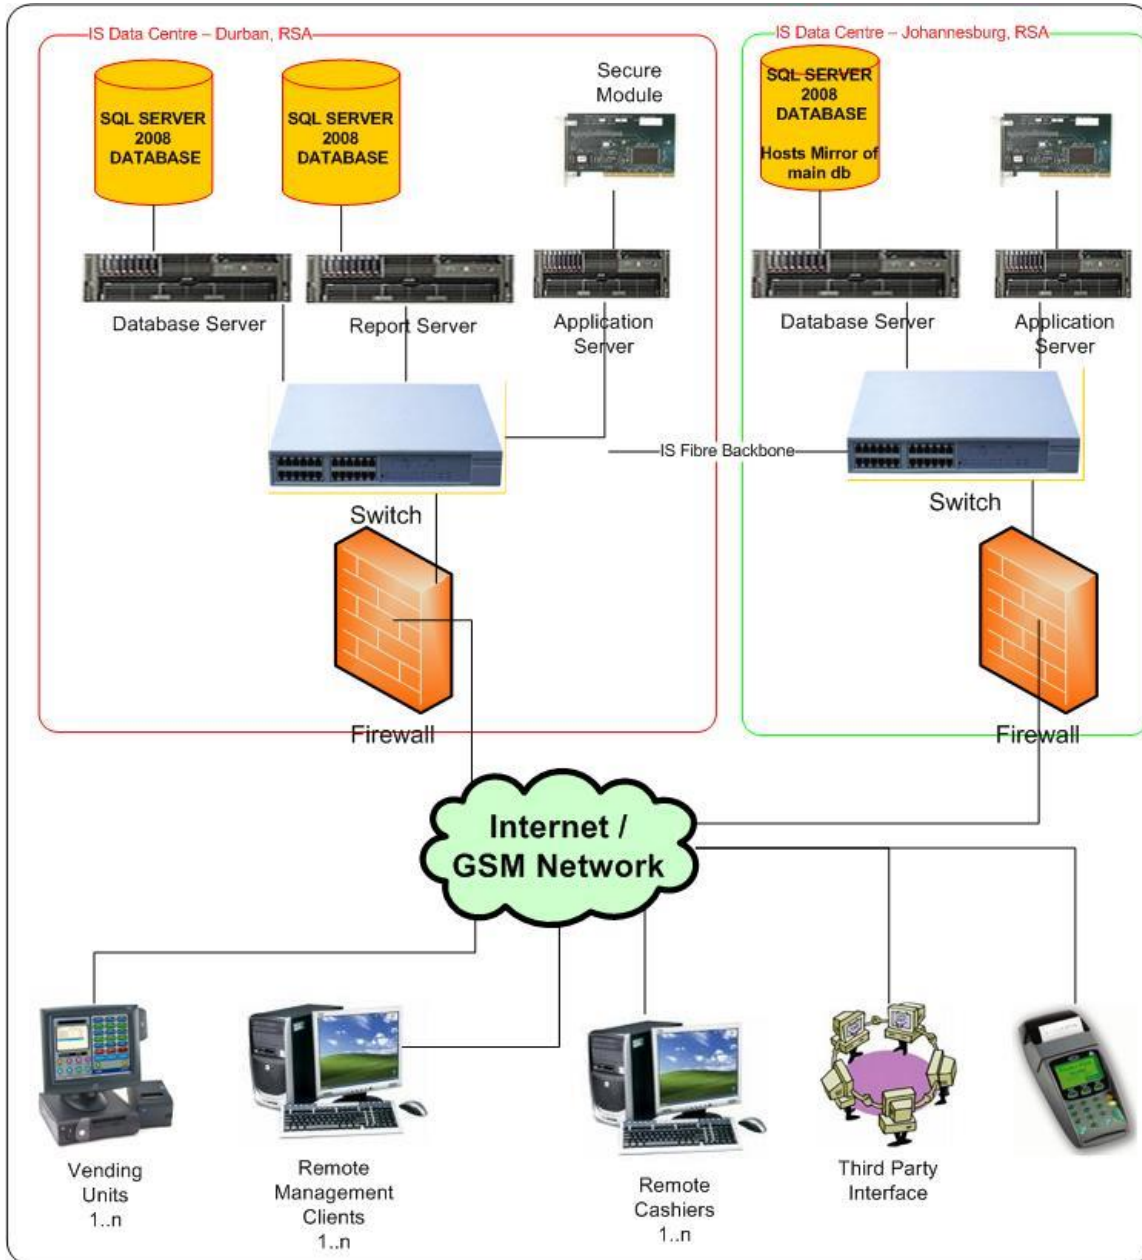 IS Data Centre – Durban, RSA
IS Data Centre – Johannesburg, RSA
SQL SERVER
2008
DATABASE
SQL SERVER
2008
DATABASE
Secure
Module
SQL SERVER
2008
DATABASE
Hosts Mirror of
main db
Database Server
Report Server
Application
Server
Database Server
Application
Server
IS Fibre Backbone
Switch
Switch
Firewall
Firewall
Internet /
GSM Network
Vending
Units
1..n
Remote
Management
Clients
1..n
Remote
Cashiers
1..n
Third Party
Interface